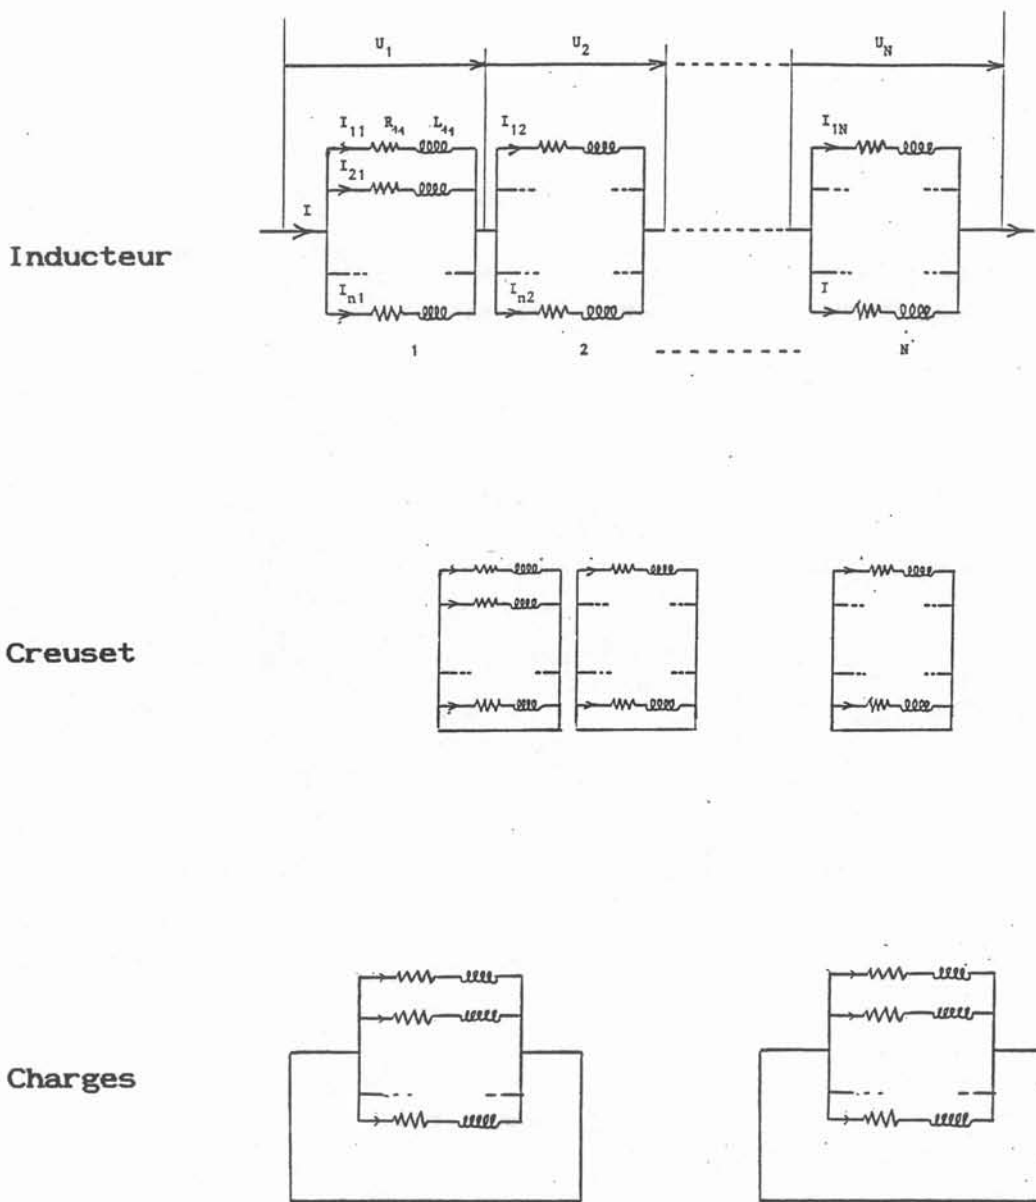 U1 U2 UN
I11 R11 L11 I12 I1N
I21
I
Inducteur
In1 In2 I
1 2 N
Creuset
Charges